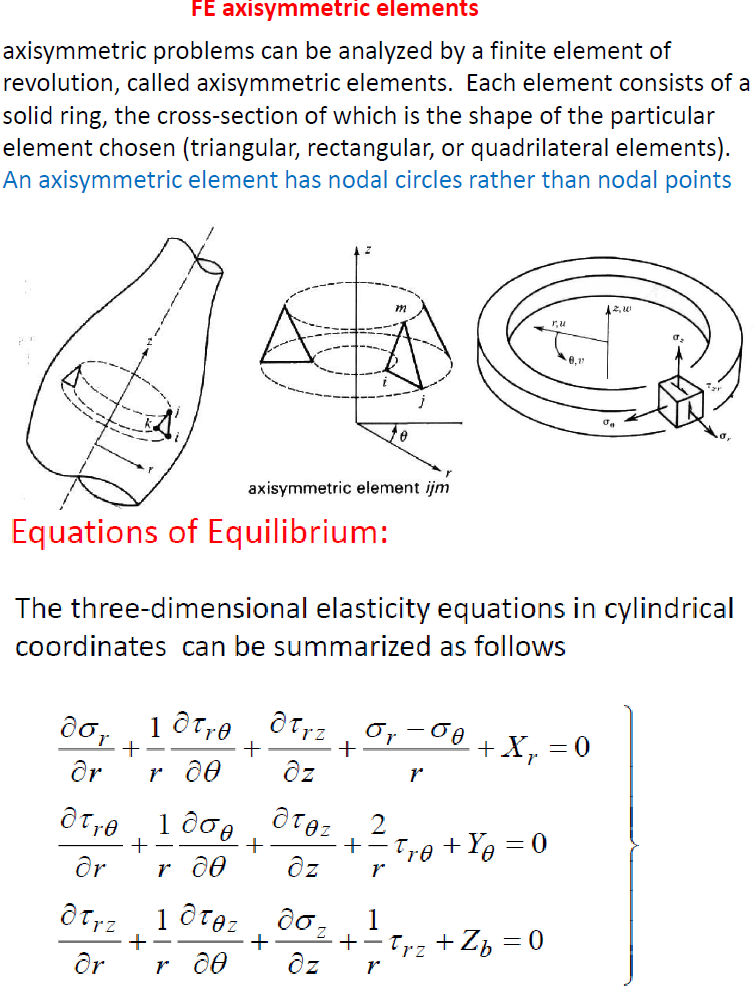 FE axisymmetric elements
axisymmetric problems can be analyzed by a finite element of
revolution, called axisymmetric elements.  Each element consists of a
solid ring, the cross-section of which is the shape of the particular
element chosen (triangular, rectangular, or quadrilateral elements).
An axisymmetric element has nodal circles rather than nodal points
z
r
k
j
i
z
m
i
j
θ
r
axisymmetric element ijm
z,w
r,u
θ,v
σz
τzr
σθ
σr
Equations of Equilibrium:
The three-dimensional elasticity equations in cylindrical
coordinates  can be summarized as follows
∂σr/∂r + 1/r ∂τrθ/∂θ + ∂τrz/∂z + (σr − σθ)/r + Xr = 0
∂τrθ/∂r + 1/r ∂σθ/∂θ + ∂τθz/∂z + 2/r τrθ + Yθ = 0
∂τrz/∂r + 1/r ∂τθz/∂θ + ∂σz/∂z + 1/r τrz + Zb = 0